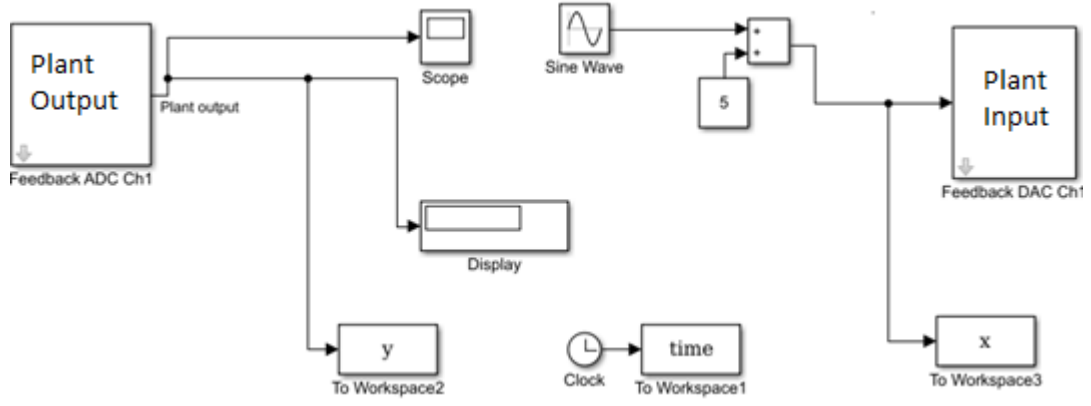 Plant
Output
Feedback ADC Ch1
Plant output
Scope
Display
y
To Workspace2
Sine Wave
+
+
5
Clock
time
To Workspace1
Plant
Input
Feedback DAC Ch1
x
To Workspace3